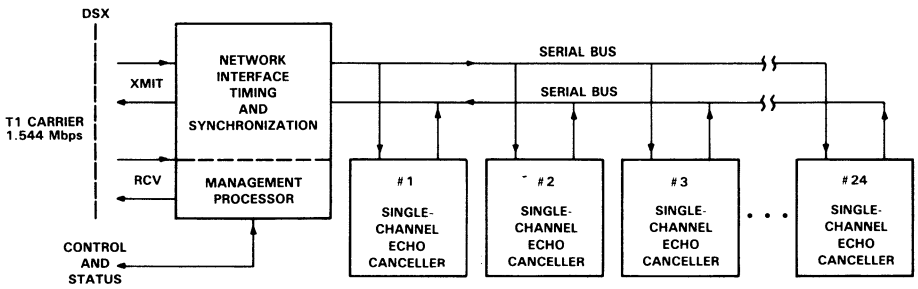 DSX
XMIT
T1 CARRIER
1.544 Mbps
RCV
CONTROL
AND
STATUS
NETWORK
INTERFACE
TIMING
AND
SYNCHRONIZATION
MANAGEMENT
PROCESSOR
SERIAL BUS
SERIAL BUS
#1
SINGLE-
CHANNEL
ECHO
CANCELLER
#2
SINGLE-
CHANNEL
ECHO
CANCELLER
#3
SINGLE-
CHANNEL
ECHO
CANCELLER
• • •
#24
SINGLE-
CHANNEL
ECHO
CANCELLER